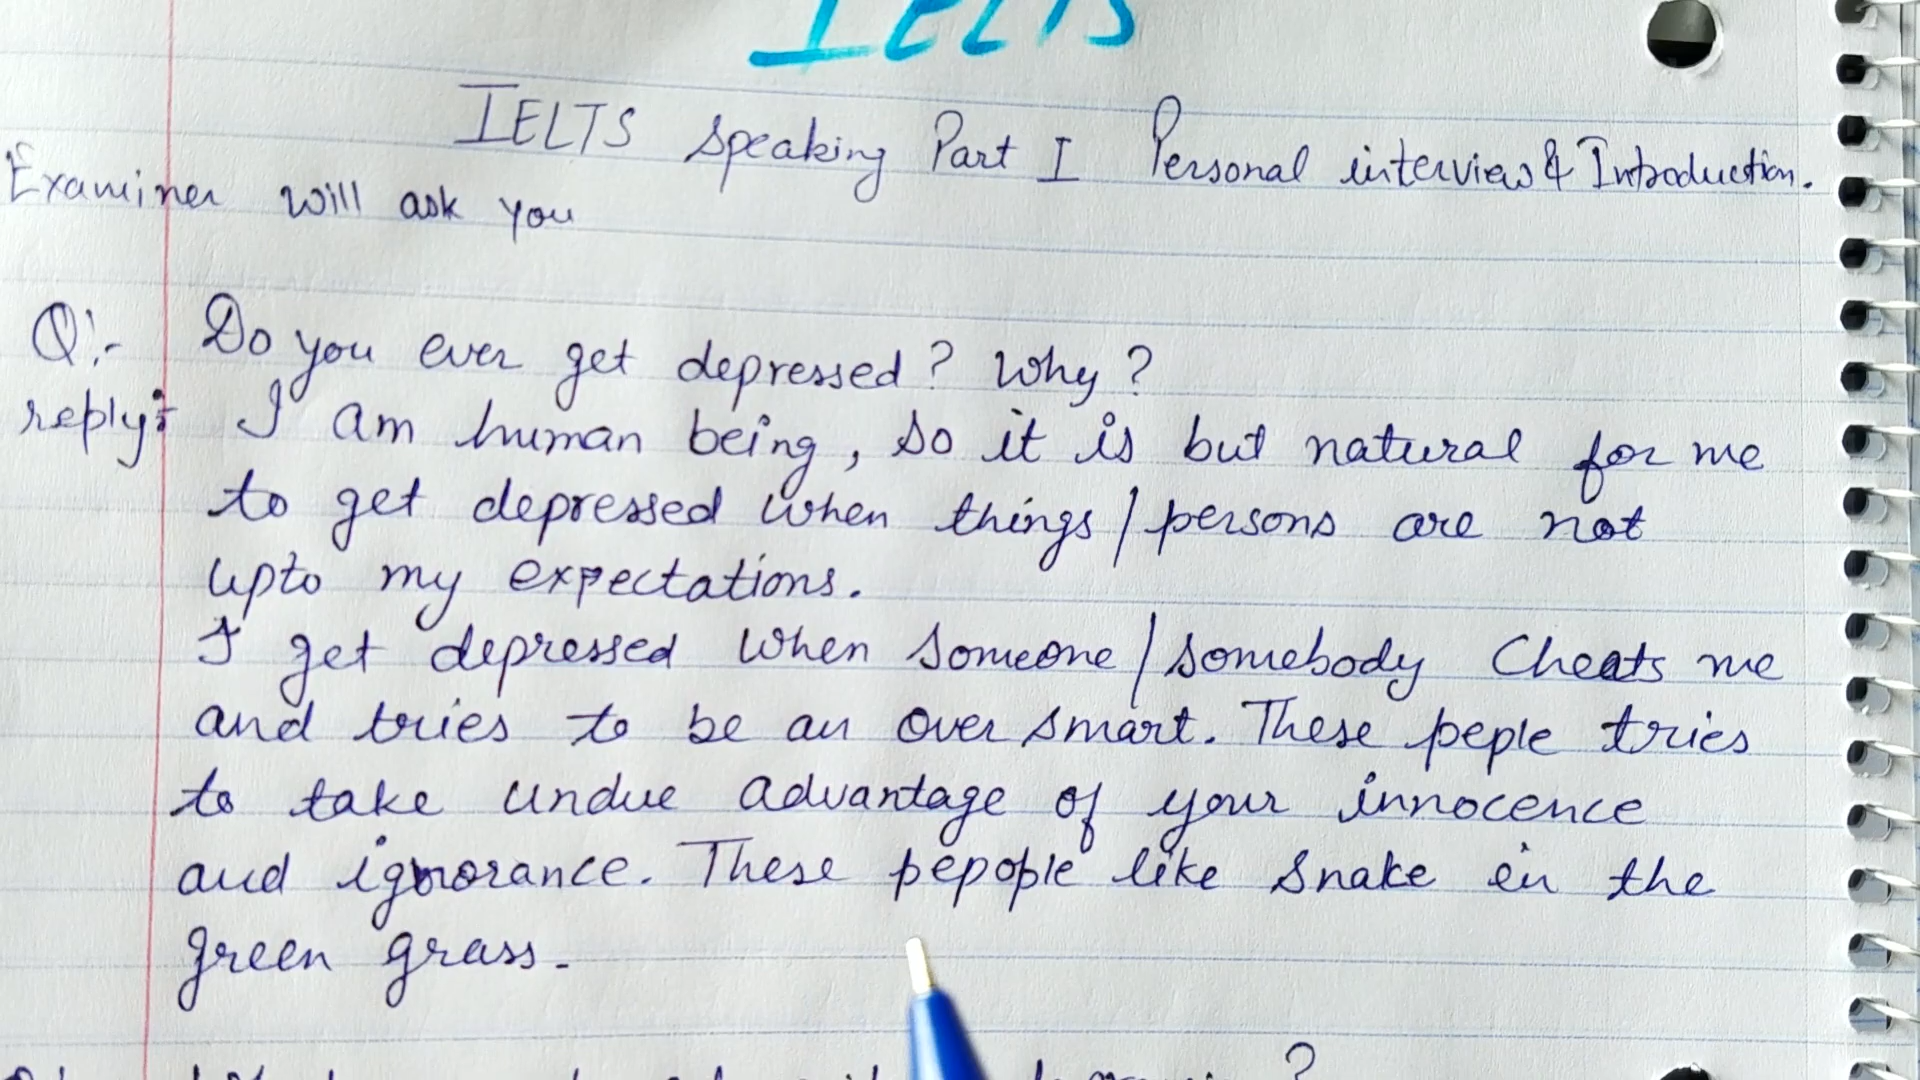 IELTS
IELTS speaking Part I Personal interview & Introduction.
Examiner will ask you
Q:- Do you ever get depressed? Why?
reply:- I am human being, so it is but natural for me
to get depressed when things/persons are not
upto my expectations.
I get depressed when someone/somebody Cheats me
and tries to be an over smart. These peple tries
to take undue advantage of your innocence
and ignorance. These pepople like snake in the
green grass.